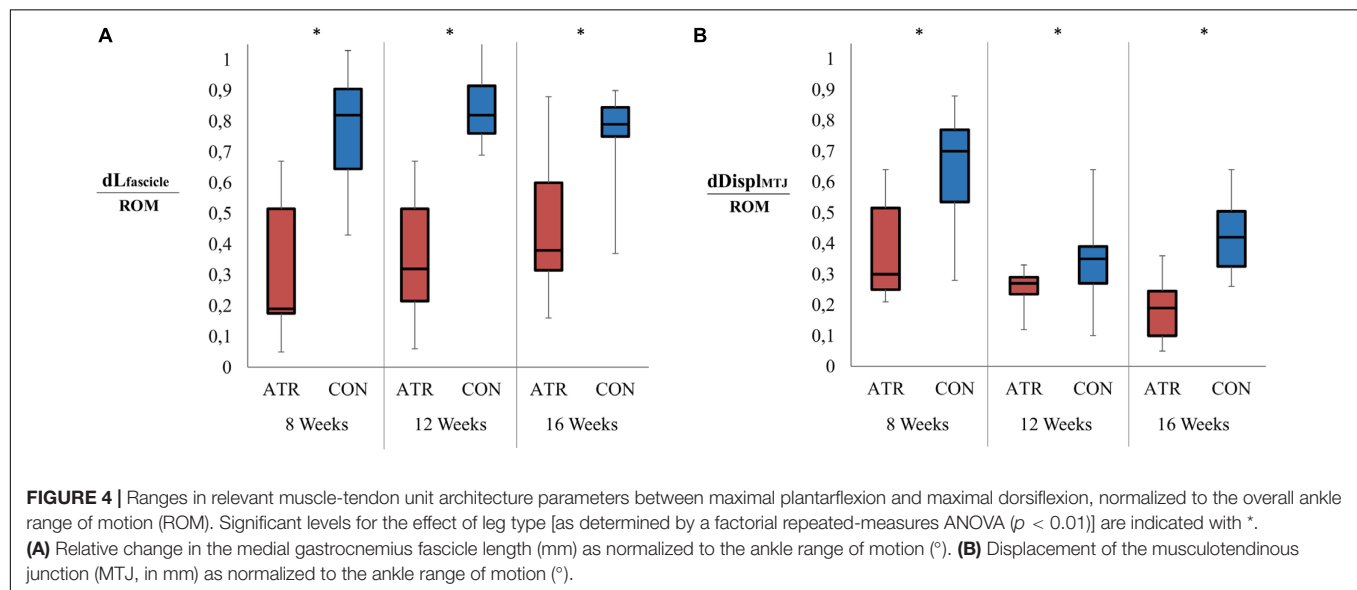 A
* * *
1
0,9
0,8
0,7
0,6
0,5
0,4
0,3
0,2
0,1
0
dLfascicle
ROM
ATR CON ATR CON ATR CON
8 Weeks 12 Weeks 16 Weeks
B
* * *
1
0,9
0,8
0,7
0,6
0,5
0,4
0,3
0,2
0,1
0
dDisplMTJ
ROM
ATR CON ATR CON ATR CON
8 Weeks 12 Weeks 16 Weeks
FIGURE 4 | Ranges in relevant muscle-tendon unit architecture parameters between maximal plantarflexion and maximal dorsiflexion, normalized to the overall ankle
range of motion (ROM). Significant levels for the effect of leg type [as determined by a factorial repeated-measures ANOVA (p < 0.01)] are indicated with *.
(A) Relative change in the medial gastrocnemius fascicle length (mm) as normalized to the ankle range of motion (°). (B) Displacement of the musculotendinous
junction (MTJ, in mm) as normalized to the ankle range of motion (°).